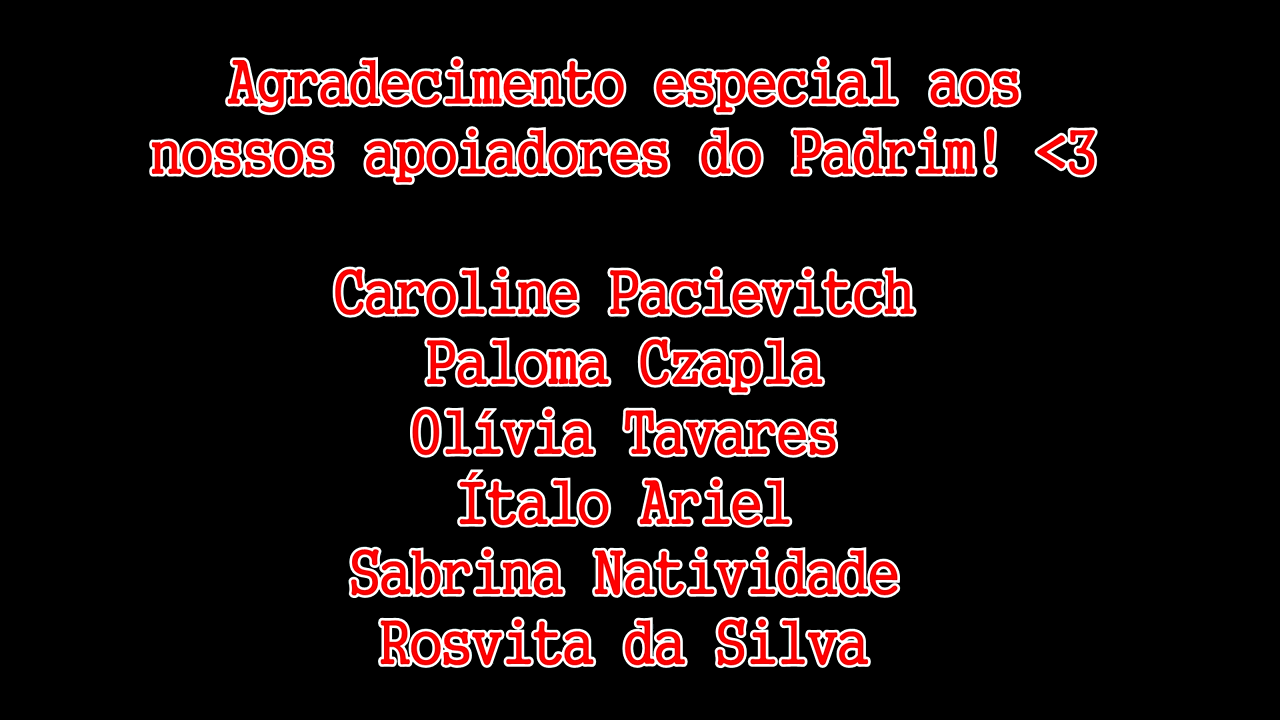 Agradecimento especial aos
nossos apoiadores do Padrim! <3
Caroline Pacievitch
Paloma Czapla
Olívia Tavares
Ítalo Ariel
Sabrina Natividade
Rosvita da Silva